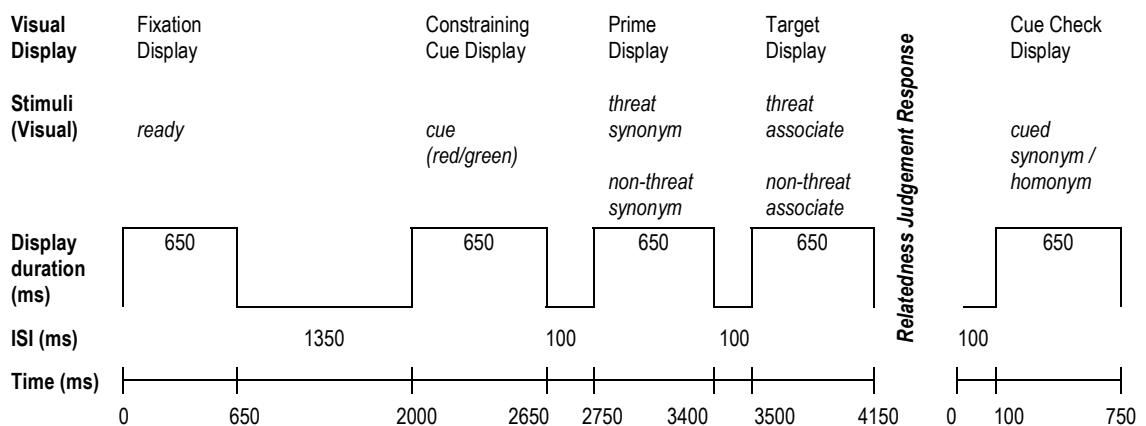 Visual Fixation Constraining Prime Target Cue Check
Display Display Cue Display Display Display Display
Stimuli threat threat
(Visual) ready cue synonym associate cued
(red/green) synonym /
non-threat non-threat homonym
synonym associate
Relatedness Judgement Response
Display 650 650 650 650 650
duration
(ms)
ISI (ms) 1350 100 100 100
Time (ms)
0 650 2000 2650 2750 3400 3500 4150 0 100 750